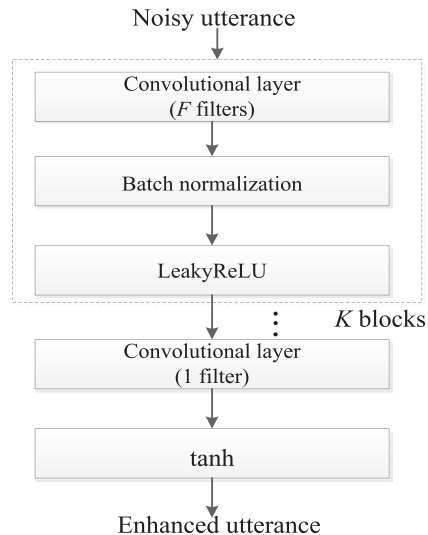 Noisy utterance
Convolutional layer
(F filters)
Batch normalization
LeakyReLU
K blocks
Convolutional layer
(1 filter)
tanh
Enhanced utterance